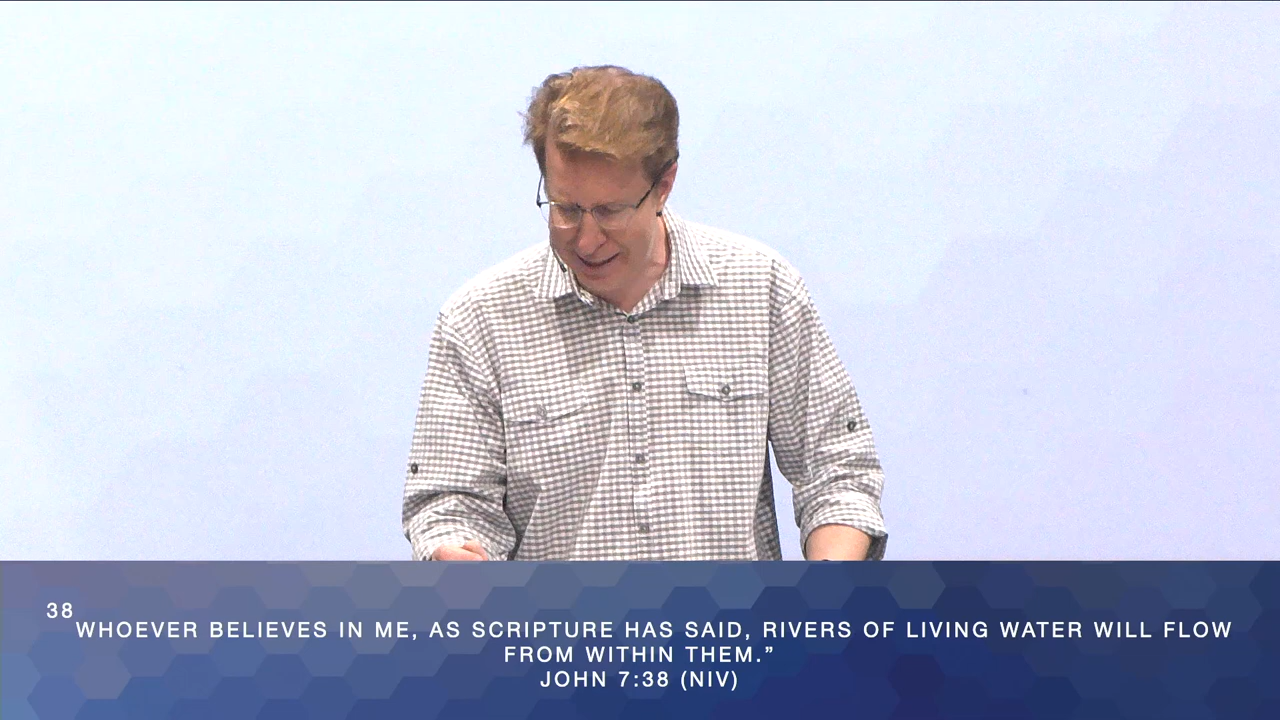 38
WHOEVER BELIEVES IN ME, AS SCRIPTURE HAS SAID, RIVERS OF LIVING WATER WILL FLOW
FROM WITHIN THEM.”
JOHN 7:38 (NIV)